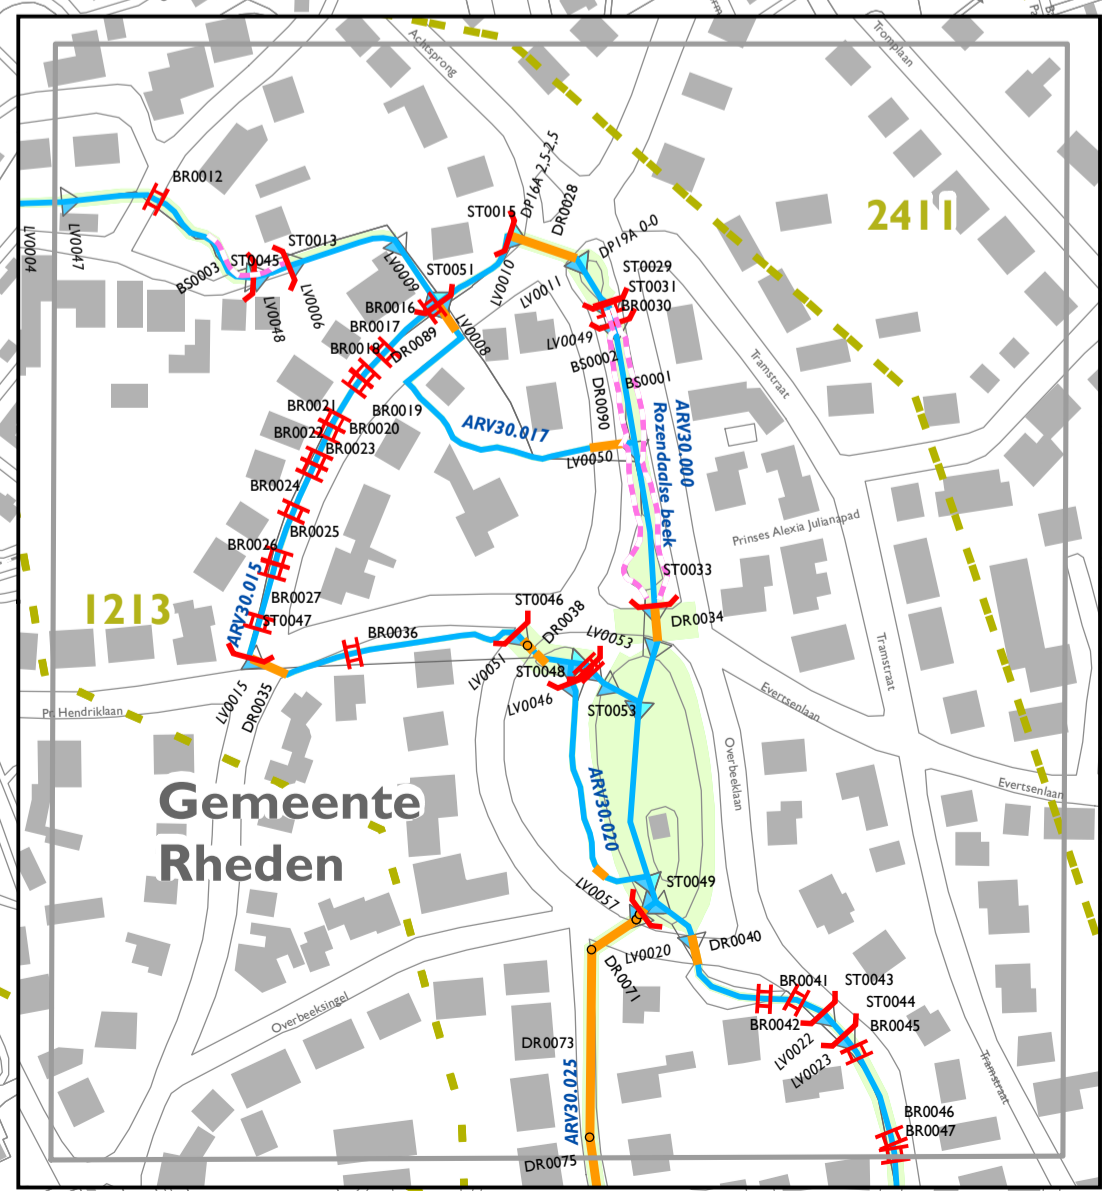 Achtsprong
Tromplaan
BR0012
DP16A 2,5-2,5
DR0028
ST0015
2411
LV0004
LV0047
BS0003
ST0045
ST0013
LV0048
LV0006
LV0009
ST0051
LV0010
LV0011
DP19A 0-0
ST0029
ST0031
BR0030
BR0016
BR0017
BR0018
DR0089
LV0008
LV0049
BS0002
BS0001
Tramstraat
BR0019
BR0021
BR0020
BR0022
BR0023
ARV30.017
DR0090
LV0050
ARV30.000
Rozendaalse beek
BR0024
BR0025
BR0026
Prinses Alexia Julianapad
ARV30.015
BR0027
ST0047
1213
ST0033
DR0034
ST0046
DR0038
BR0036
LV0053
LV0051
ST0048
LV0046
ST0053
Tramstraat
Evertsenlaan
Pr Hendriklaan
LV0015
DR0035
Overbeeklaan
Evertsenlaan
Gemeente
Rheden
ARV30.020
LV0057
ST0049
LV0020
DR0040
DR0071
Overbeeksingel
BR0041
ST0043
ST0044
BR0042
BR0045
LV0022
LV0023
DR0073
ARV30.025
Tramstraat
BR0046
BR0047
DR0075